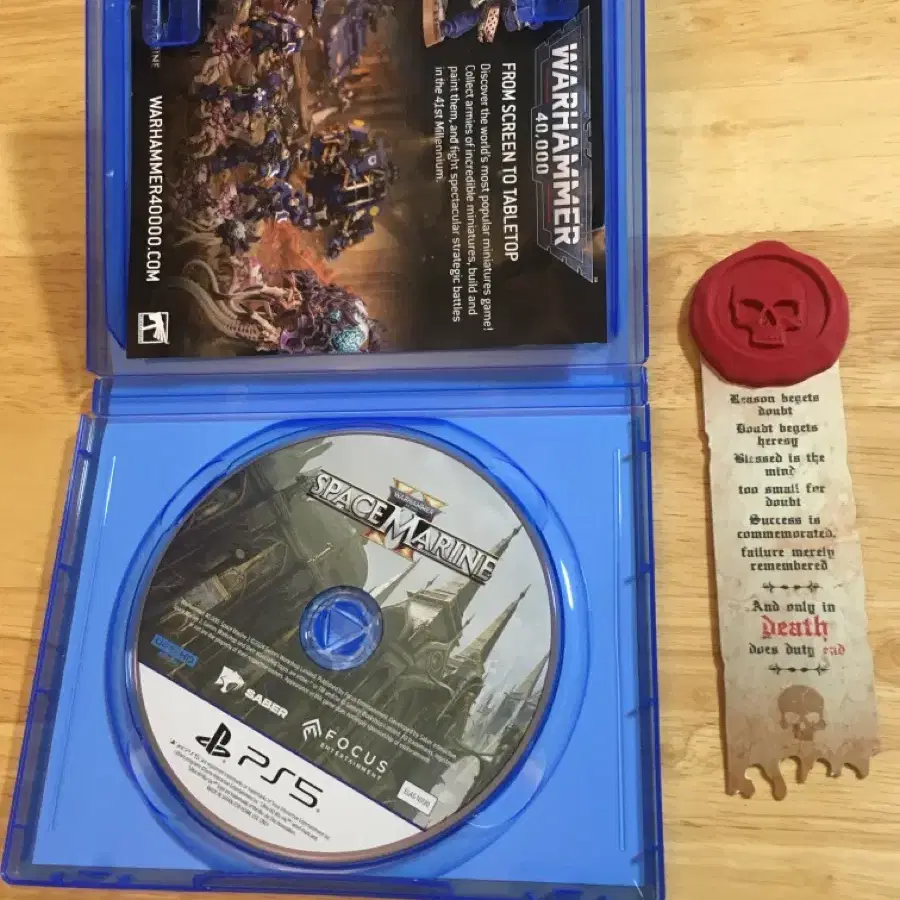 WARHAMMER
40,000
FROM SCREEN TO TABLETOP
Discover the world's most popular miniatures game!
Collect armies of incredible miniatures, build and
paint them, and fight spectacular strategic battles
in the 41st Millennium.
WARHAMMER40000.COM
WARHAMMER
SPACE MARINE
II
SABER
FOCUS
ENTERTAINMENT
PS5
Reason begets
doubt
Doubt begets
heresy
Blessed is the
mind
too small for
doubt
Success is
commemorated.
failure merely
remembered
And only in
death
does duty end